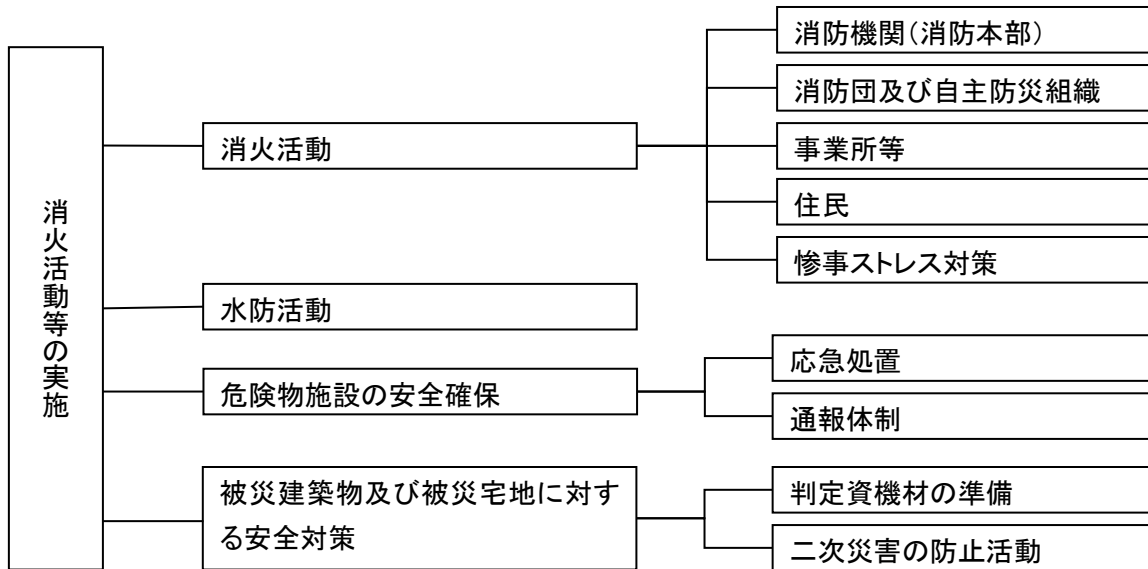 消火活動等の実施
消火活動
消防機関（消防本部）
消防団及び自主防災組織
事業所等
住民
惨事ストレス対策
水防活動
危険物施設の安全確保
応急処置
通報体制
被災建築物及び被災宅地に対す
る安全対策
判定資機材の準備
二次災害の防止活動